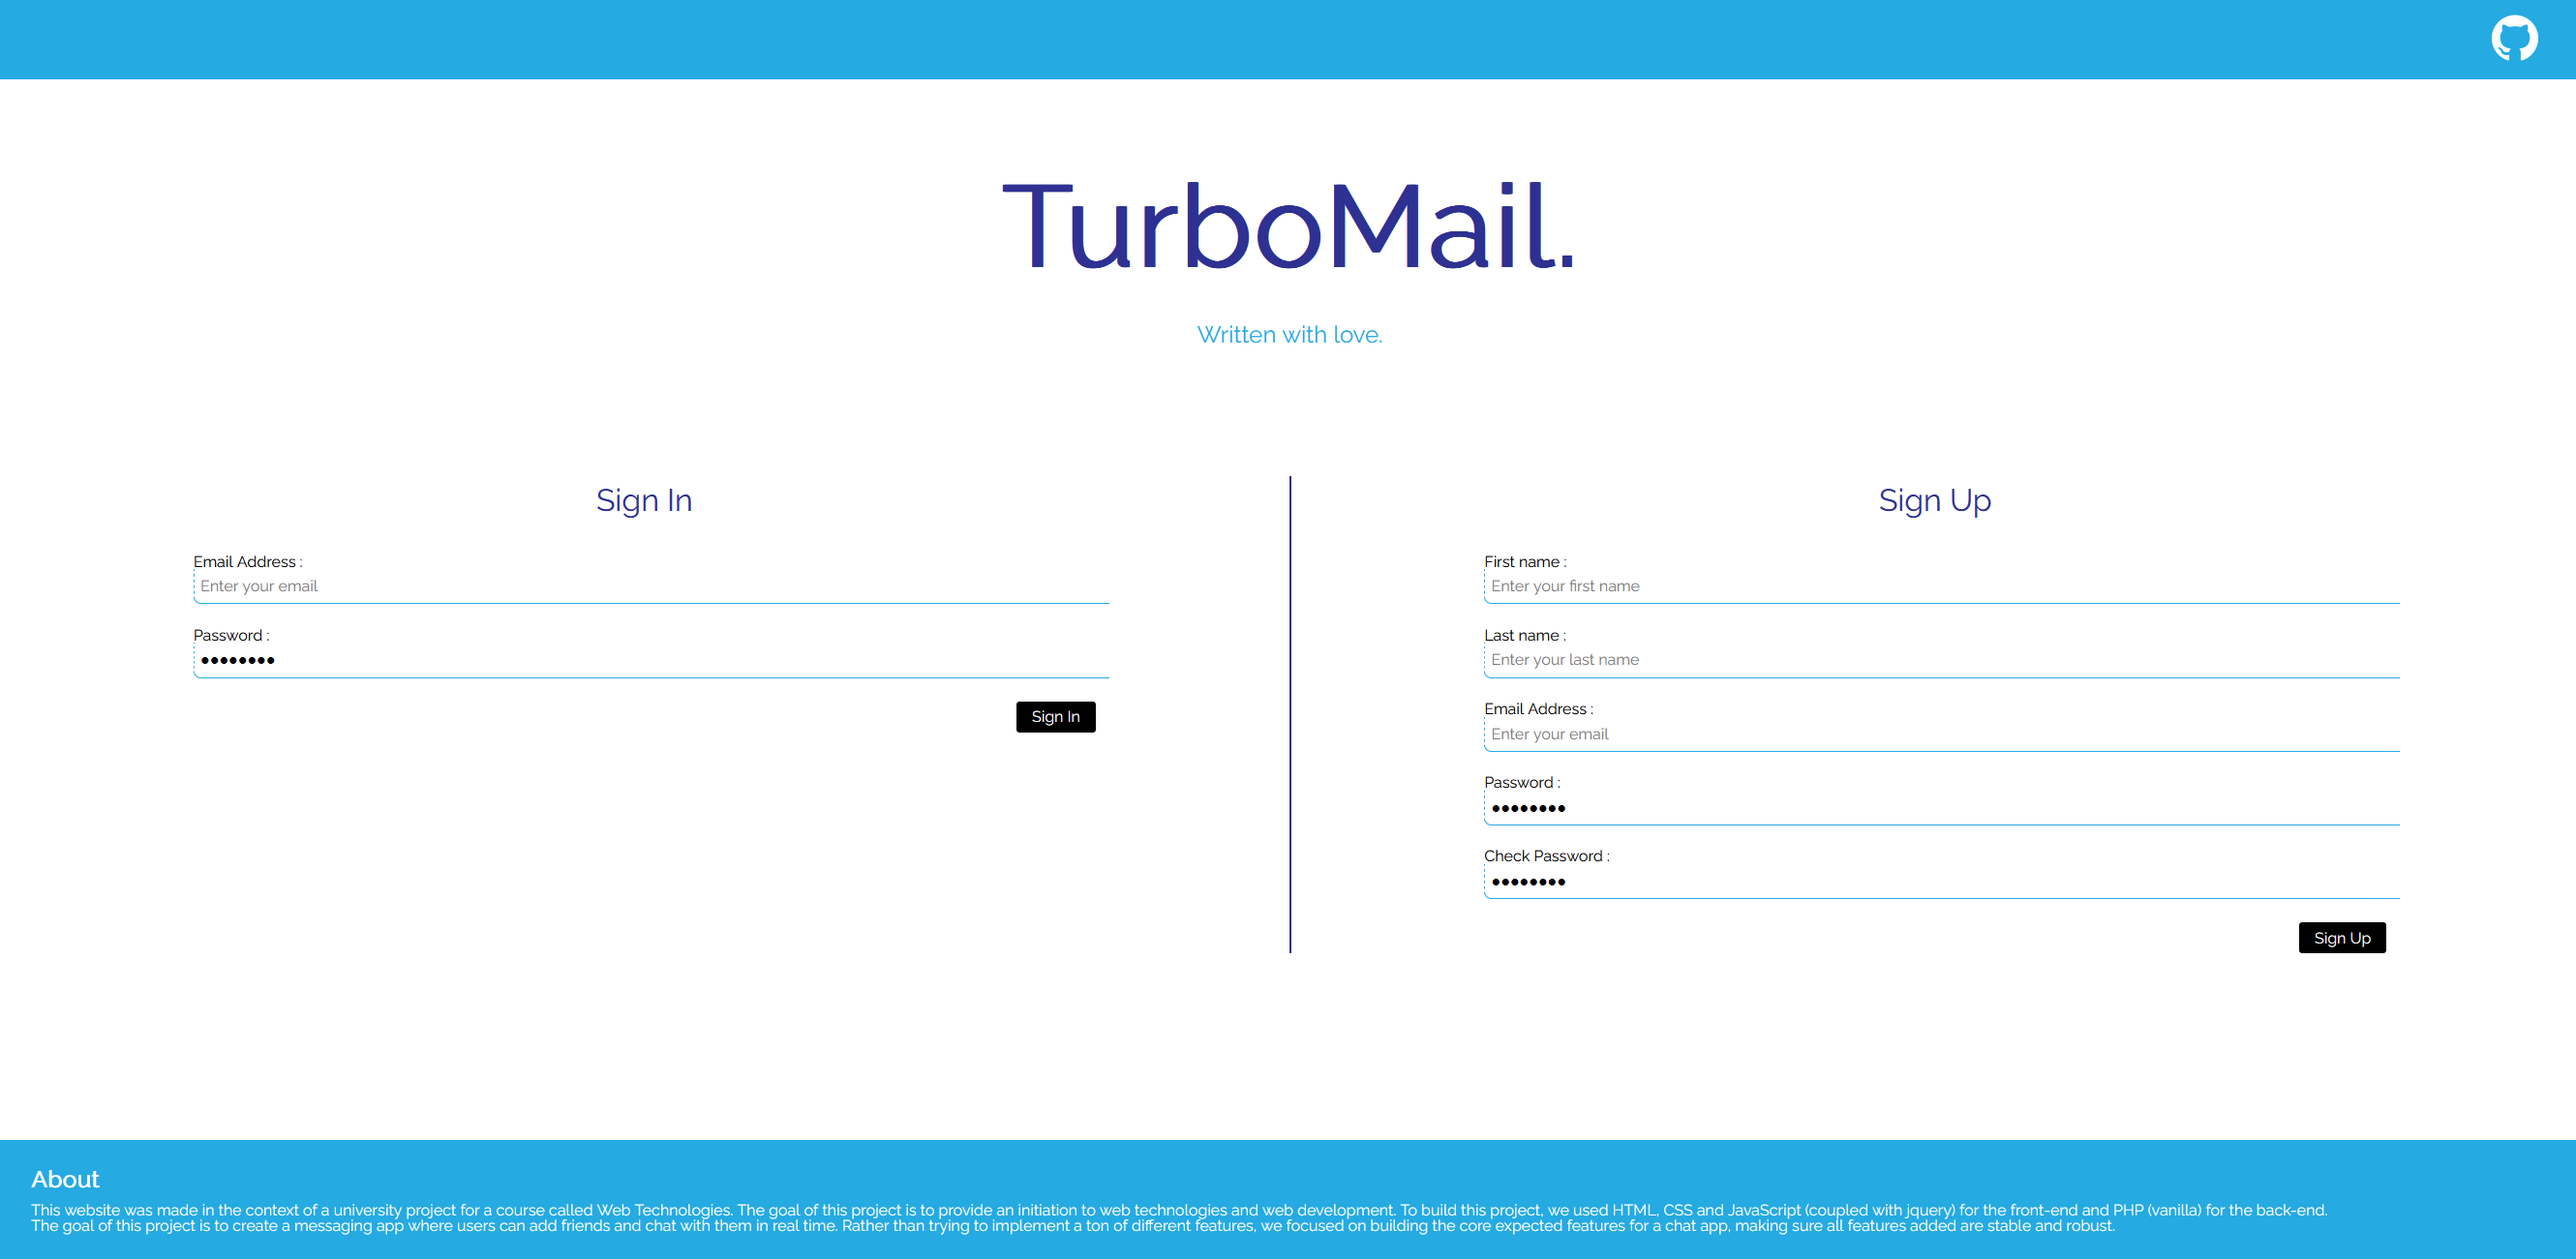 TurboMail.
Written with love.
Sign In
Email Address :
Enter your email
Password :
••••••••
Sign In
Sign Up
First name :
Enter your first name
Last name :
Enter your last name
Email Address :
Enter your email
Password :
••••••••
Check Password :
••••••••
Sign Up
About
This website was made in the context of a university project for a course called Web Technologies. The goal of this project is to provide an initiation to web technologies and web development. To build this project, we used HTML, CSS and JavaScript (coupled with jquery) for the front-end and PHP (vanilla) for the back-end.
The goal of this project is to create a messaging app where users can add friends and chat with them in real time. Rather than trying to implement a ton of different features, we focused on building the core expected features for a chat app, making sure all features added are stable and robust.